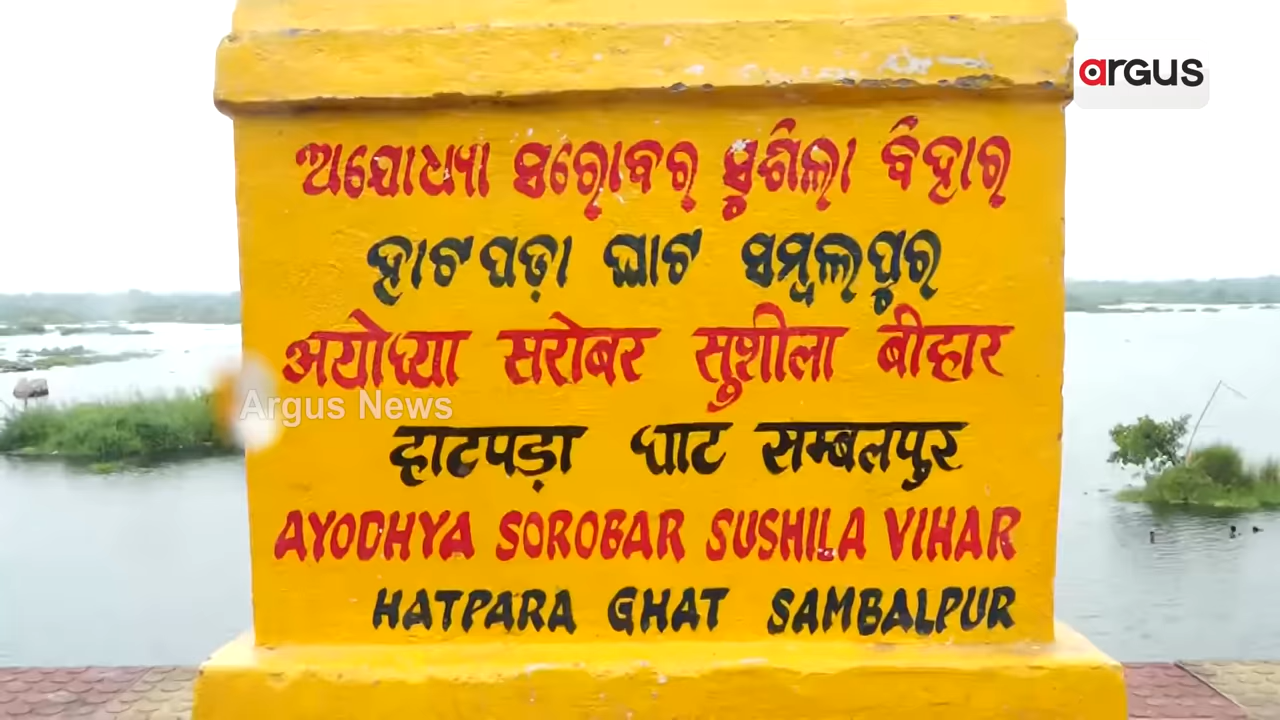 argus
ଅଯୋଧ୍ୟା ସରୋବର ସୁଶିଲା ବିହାର
ହାଟପଡ଼ା ଘାଟ ସମ୍ବଲପୁର
अयोध्या सरोबर सुशीला बीहार
Argus News
हाटपड़ा घाट सम्बलपुर
AYODHYA SOROBAR SUSHILA VIHAR
HATPARA GHAT SAMBALPUR